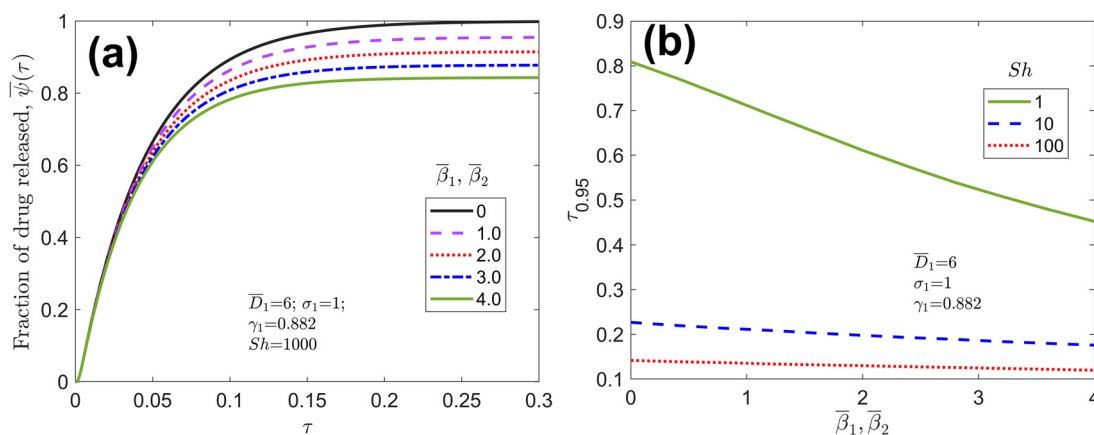 (a)
Fraction of drug released, ψ̅(τ)
1
0.8
0.6
0.4
0.2
0
0 0.05 0.1 0.15 0.2 0.25 0.3
τ
β̅₁, β̅₂
0
1.0
2.0
3.0
4.0
D̅₁=6; σ₁=1;
γ₁=0.882
Sh=1000
(b)
τ₀.₉₅
0.9
0.8
0.7
0.6
0.5
0.4
0.3
0.2
0.1
0 1 2 3 4
β̅₁, β̅₂
Sh
1
10
100
D̅₁=6
σ₁=1
γ₁=0.882